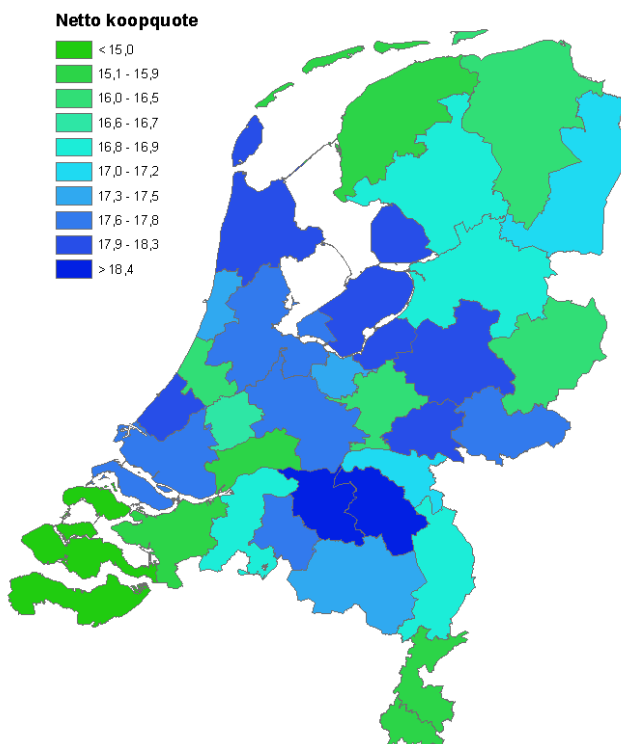 Netto koopquote
< 15,0
15,1 - 15,9
16,0 - 16,5
16,6 - 16,7
16,8 - 16,9
17,0 - 17,2
17,3 - 17,5
17,6 - 17,8
17,9 - 18,3
> 18,4